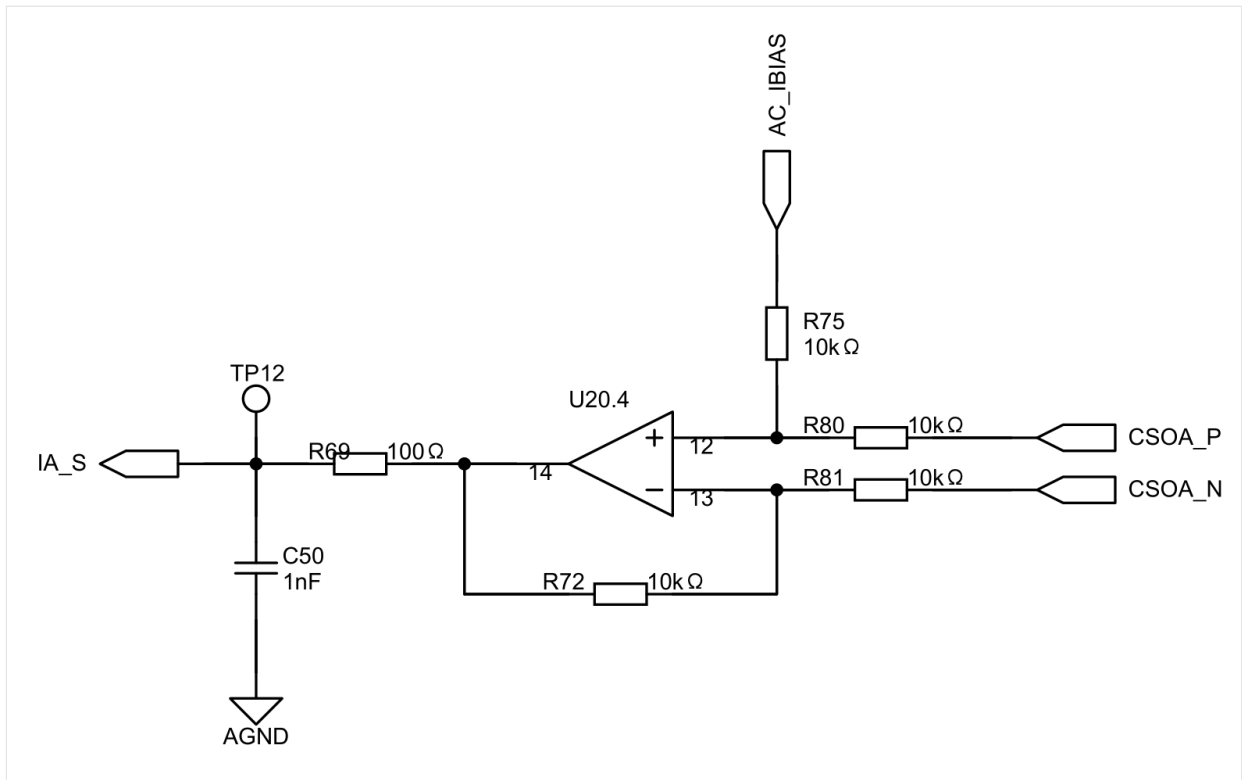 AC_IBIAS
R75
10kΩ
TP12
U20.4
R80 10kΩ
CSOA_P
+
12
R69 100Ω
IA_S
14
R81 10kΩ
CSOA_N
−
13
C50
1nF
R72 10kΩ
AGND